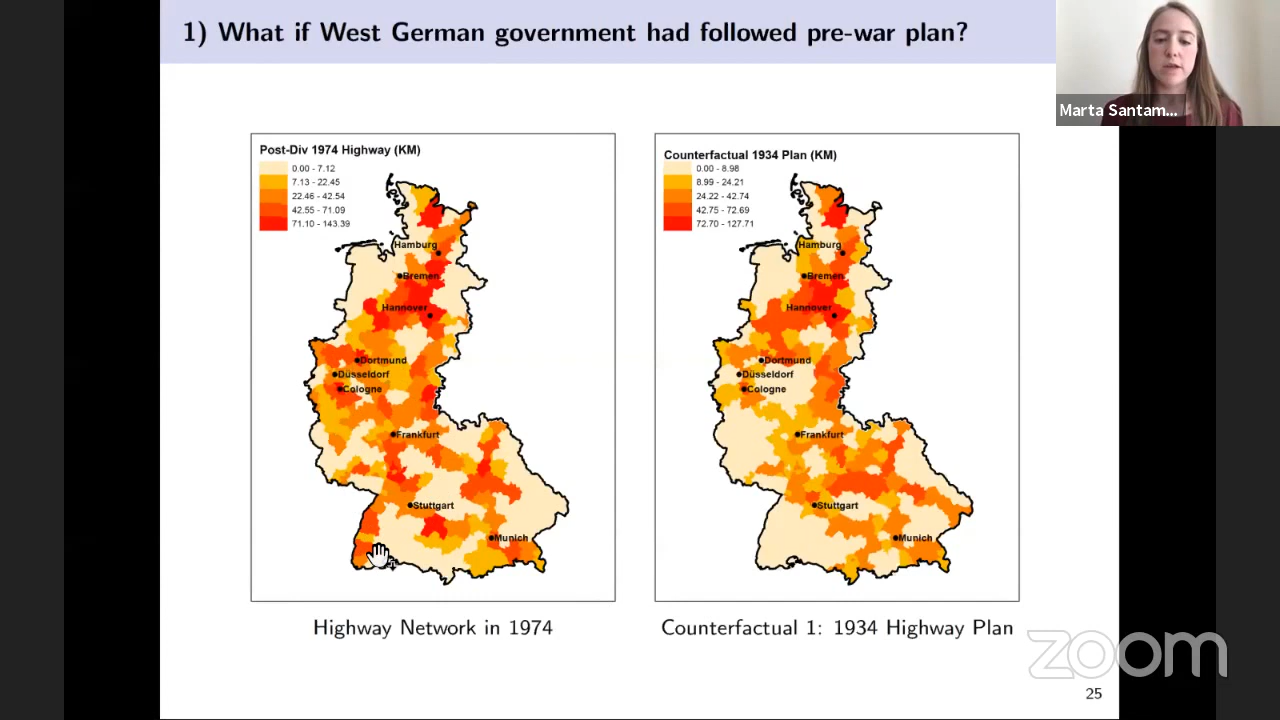 1) What if West German government had followed pre-war plan?
Marta Santam...
Post-Div 1974 Highway (KM)
0.00 - 7.12
7.13 - 22.45
22.46 - 42.54
42.55 - 71.09
71.10 - 143.39
Hamburg
Bremen
Hannover
Dortmund
Düsseldorf
Cologne
Frankfurt
Stuttgart
Munich
Counterfactual 1934 Plan (KM)
0.00 - 8.98
8.99 - 24.21
24.22 - 42.74
42.75 - 72.69
72.70 - 127.71
Hamburg
Bremen
Hannover
Dortmund
Düsseldorf
Cologne
Frankfurt
Stuttgart
Munich
Highway Network in 1974
Counterfactual 1: 1934 Highway Plan
zoom
25